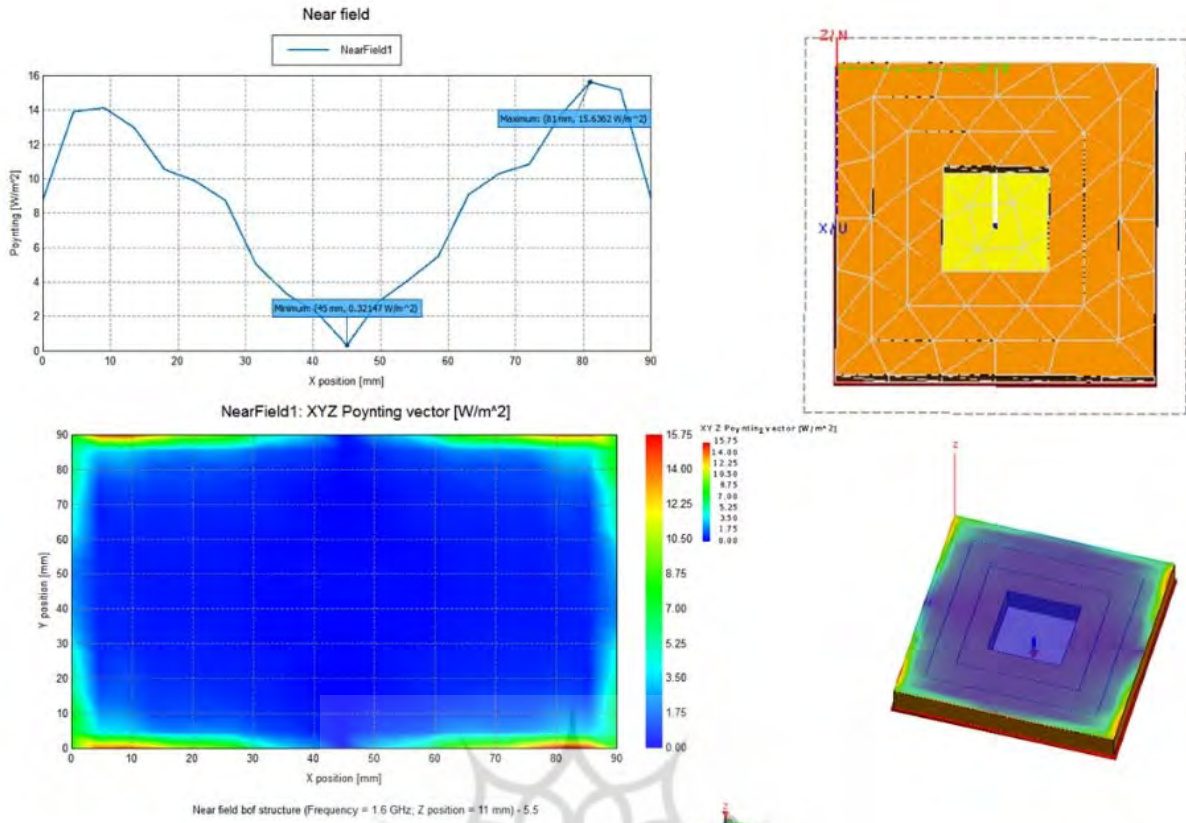 Near field
NearField1
Poynting [W/m²]
16
14
12
10
8
6
4
2
0
Maximum: (81mm, 15.6362 W/m^2)
Minimum: (45 mm, 0.32147 W/m^2)
0 10 20 30 40 50 60 70 80 90
X position [mm]
Z/N
X/U
NearField1: XYZ Poynting vector [W/m^2]
Y position [mm]
90
80
70
60
50
40
30
20
10
0
0 10 20 30 40 50 60 70 80 90
X position [mm]
15.75
14.00
12.25
10.50
8.75
7.00
5.25
3.50
1.75
0.00
XYZ Poynting vector [W/m^2]
15.75
14.00
12.25
10.50
8.75
7.00
5.25
3.50
1.75
0.00
Z
Near field bof structure (Frequency = 1.6 GHz; Z position = 11 mm) - 5.5